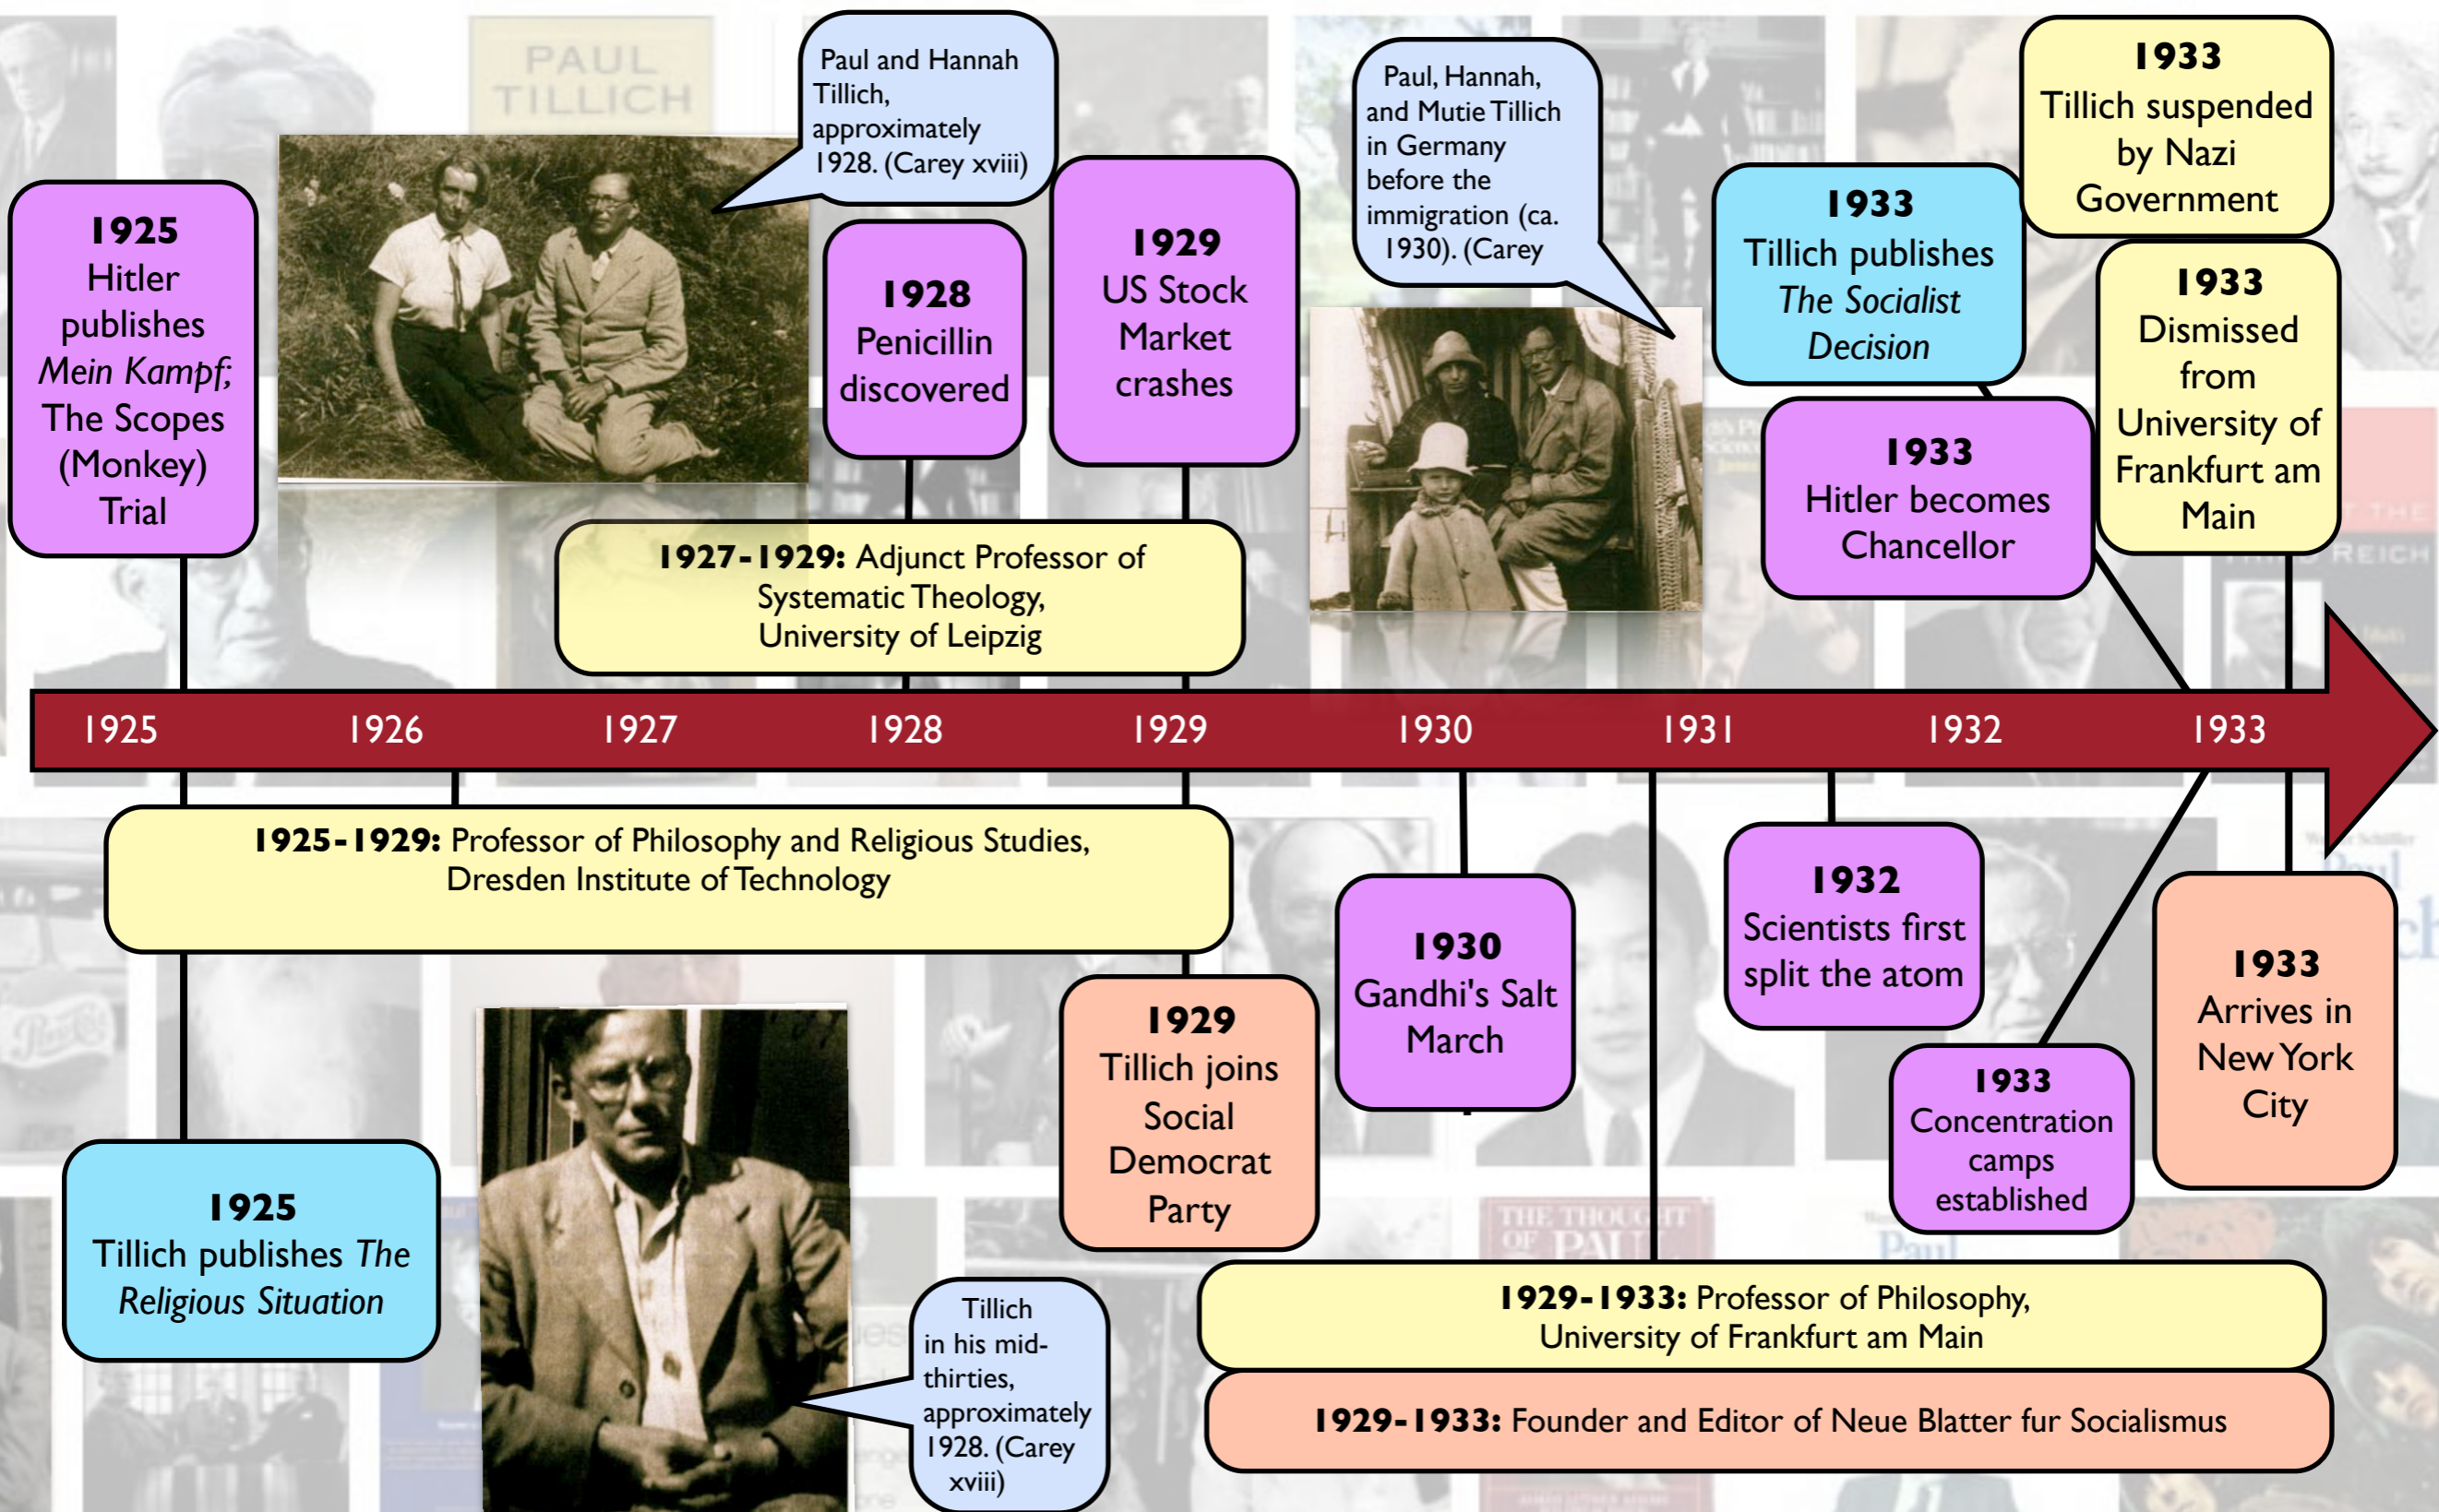 PAUL
TILLICH
Paul and Hannah
Tillich,
approximately
1928. (Carey xviii)
Paul, Hannah,
and Mutie Tillich
in Germany
before the
immigration (ca.
1930). (Carey
1933
Tillich suspended
by Nazi
Government
1925
Hitler
publishes
Mein Kampf;
The Scopes
(Monkey)
Trial
1928
Penicillin
discovered
1929
US Stock
Market
crashes
1933
Tillich publishes
The Socialist
Decision
1933
Dismissed
from
University of
Frankfurt am
Main
1933
Hitler becomes
Chancellor
REICH
1927-1929: Adjunct Professor of
Systematic Theology,
University of Leipzig
1925 1926 1927 1928 1929 1930 1931 1932 1933
1925-1929: Professor of Philosophy and Religious Studies,
Dresden Institute of Technology
1932
Scientists first
split the atom
1930
Gandhi's Salt
March
1929
Tillich joins
Social
Democrat
Party
1933
Concentration
camps
established
1933
Arrives in
New York
City
1925
Tillich publishes The
Religious Situation
THE THOUGHT
OF PAUL
Paul
Tillich
in his mid-
thirties,
approximately
1928. (Carey
xviii)
1929-1933: Professor of Philosophy,
University of Frankfurt am Main
1929-1933: Founder and Editor of Neue Blatter fur Socialismus